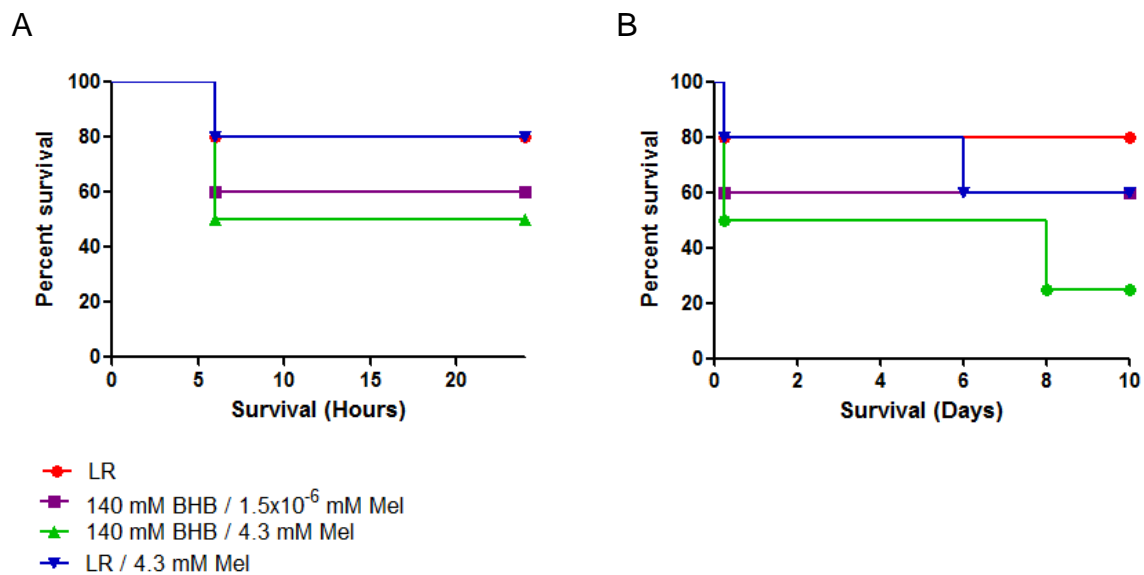 A
B
Percent survival
100
80
60
40
20
0
0 5 10 15 20
Survival (Hours)
Percent survival
100
80
60
40
20
0
0 2 4 6 8 10
Survival (Days)
LR
140 mM BHB / 1.5x10⁻⁶ mM Mel
140 mM BHB / 4.3 mM Mel
LR / 4.3 mM Mel